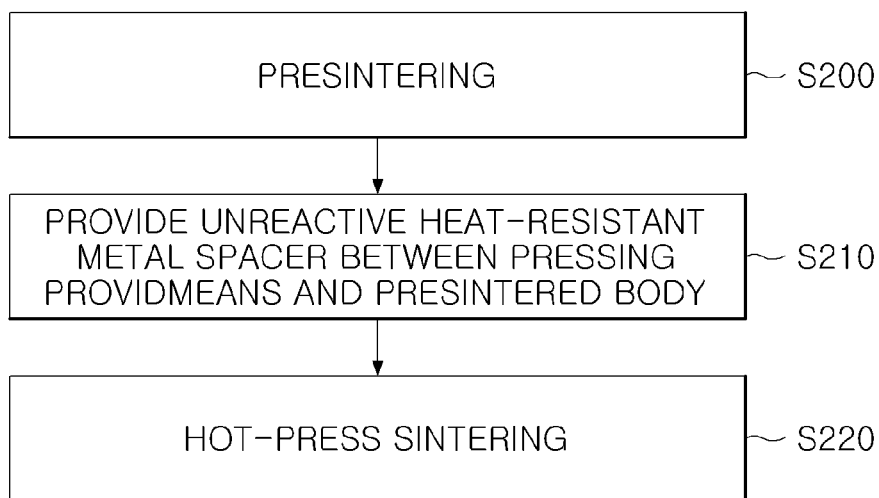 PRESINTERING
S200
PROVIDE UNREACTIVE HEAT-RESISTANT
METAL SPACER BETWEEN PRESSING
PROVIDMEANS AND PRESINTERED BODY
S210
HOT-PRESS SINTERING
S220